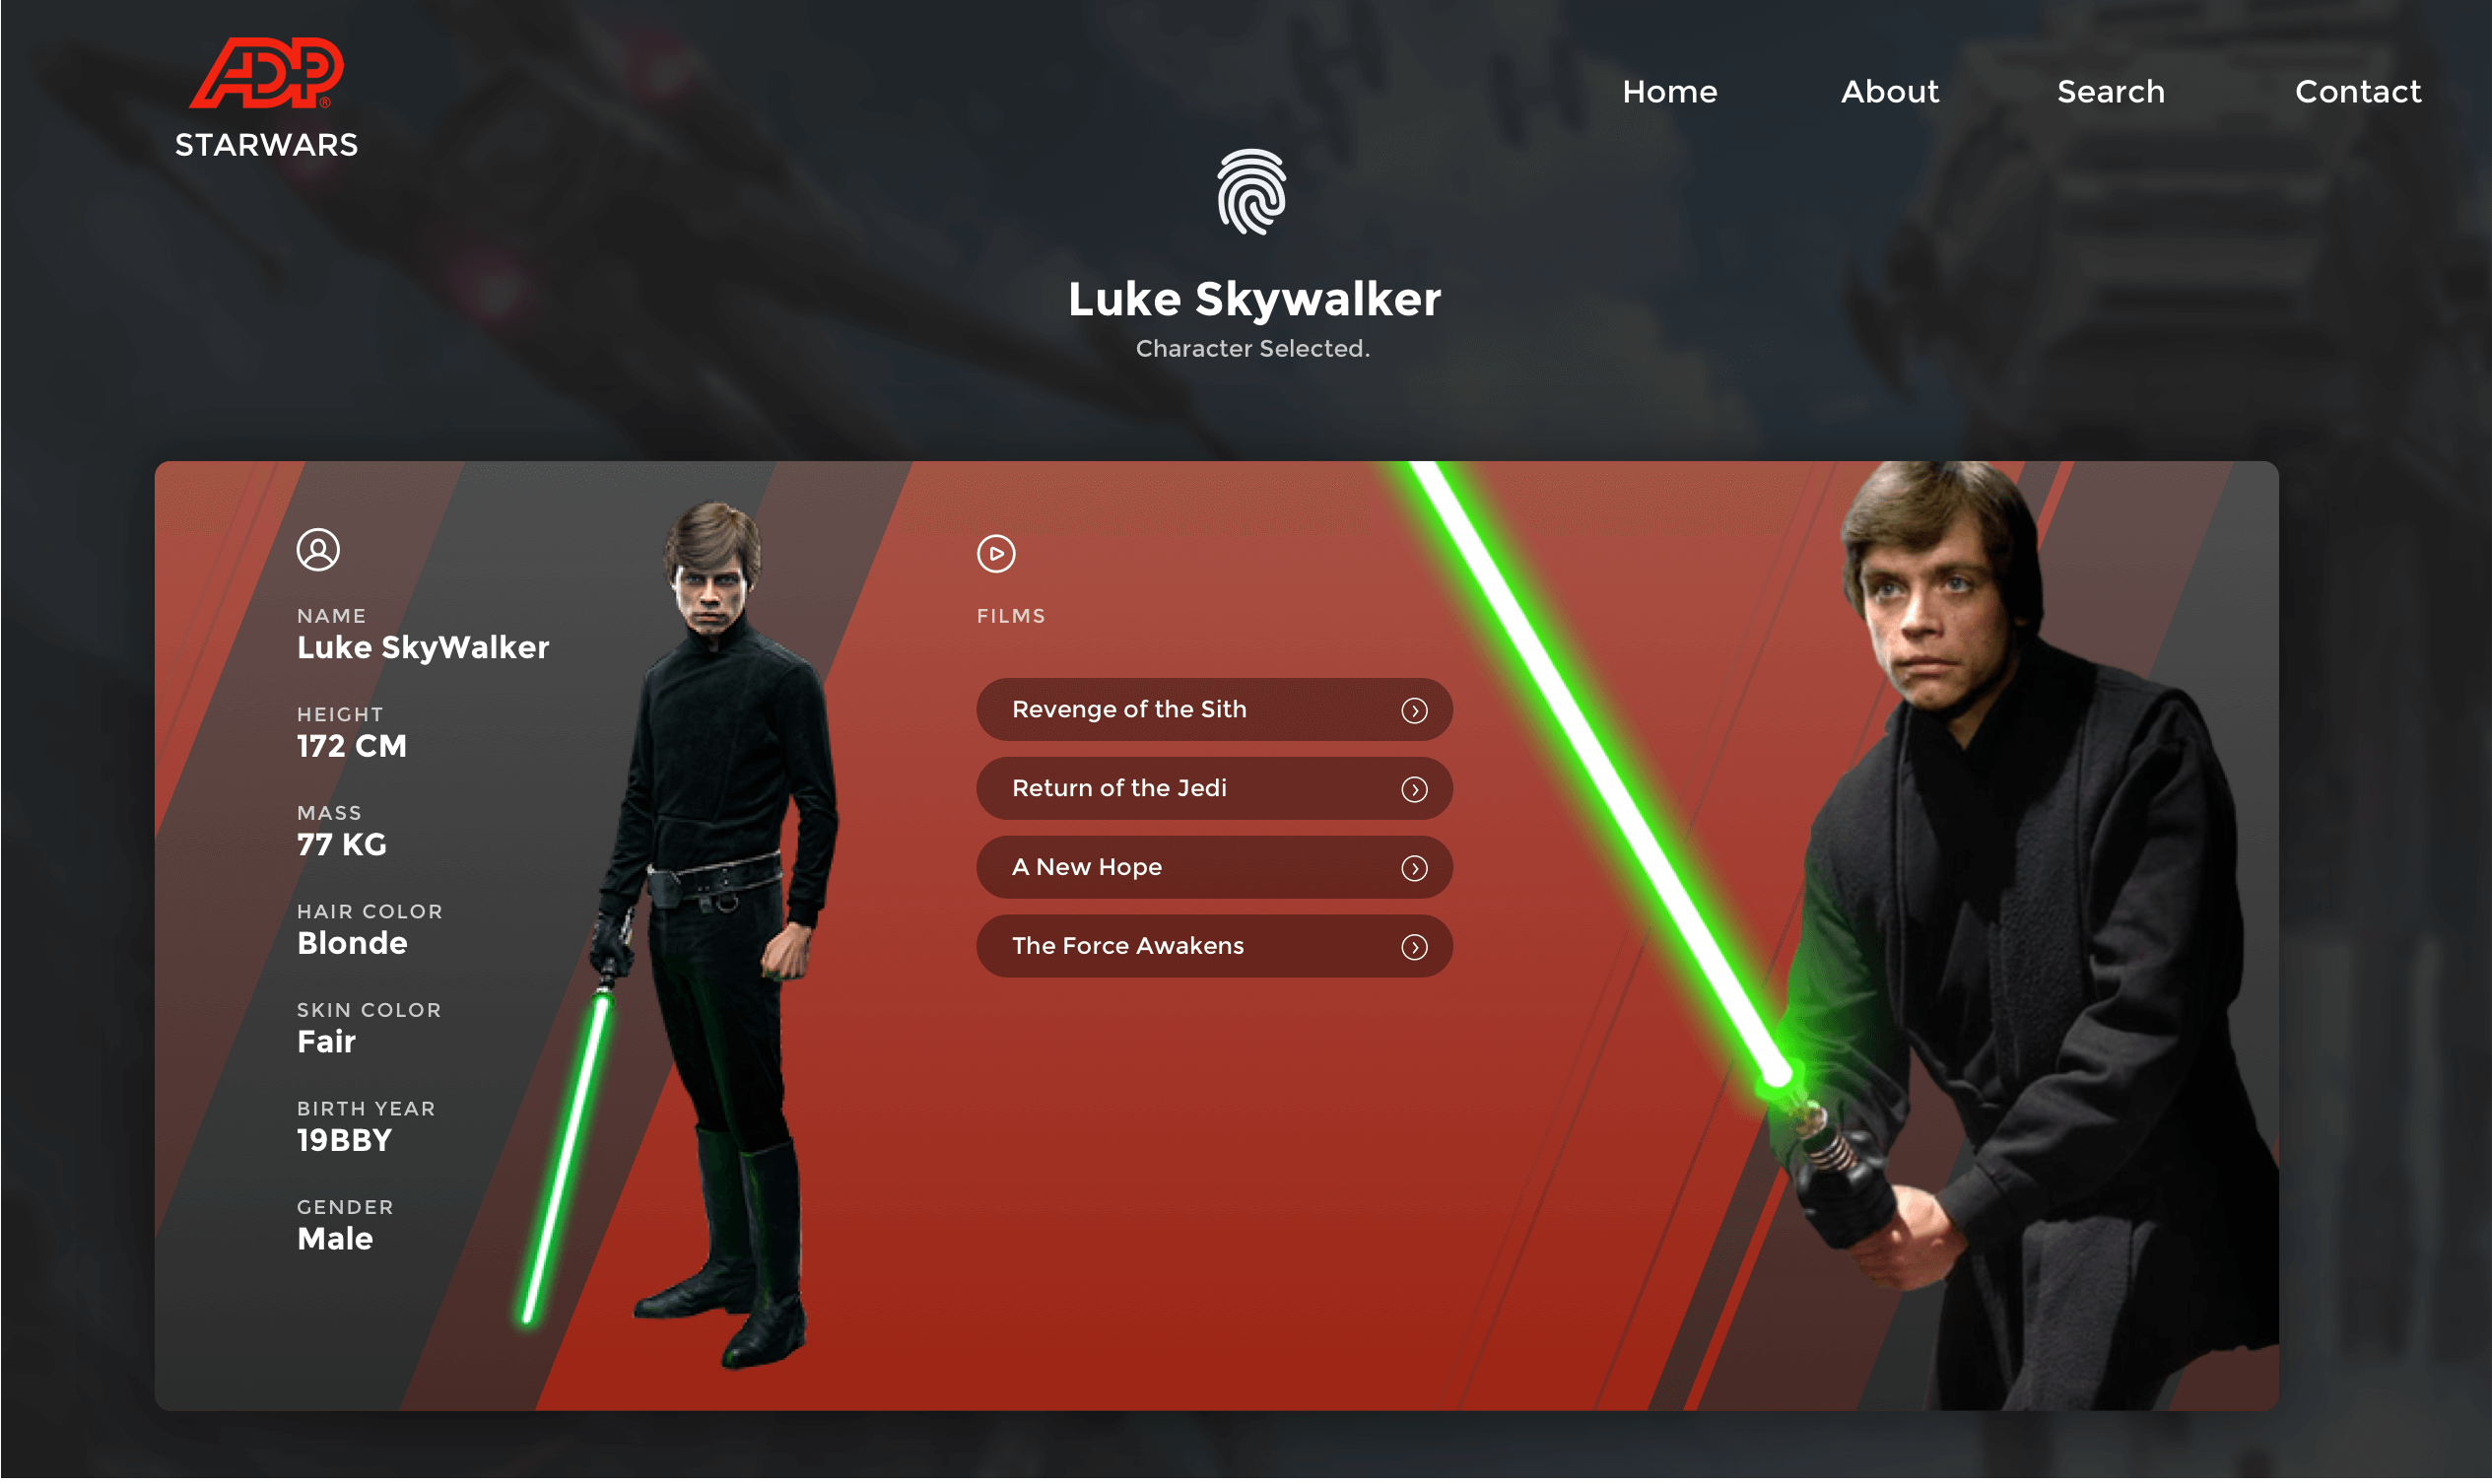 ADP®
STARWARS
Home
About
Search
Contact
Luke Skywalker
Character Selected.
NAME
Luke SkyWalker
HEIGHT
172 CM
MASS
77 KG
HAIR COLOR
Blonde
SKIN COLOR
Fair
BIRTH YEAR
19BBY
GENDER
Male
FILMS
Revenge of the Sith
Return of the Jedi
A New Hope
The Force Awakens